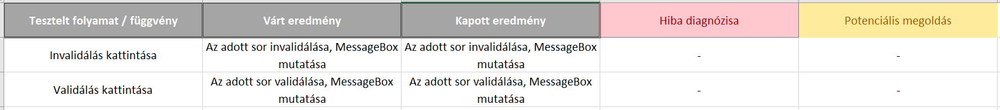 Tesztelt folyamat / függvény
Várt eredmény
Kapott eredmény
Hiba diagnózisa
Potenciális megoldás
Invalidálás kattintása
Az adott sor invalidálása, MessageBox
mutatása
Az adott sor invalidálása, MessageBox
mutatása
-
-
Validálás kattintása
Az adott sor validálása, MessageBox
mutatása
Az adott sor validálása, MessageBox
mutatása
-
-